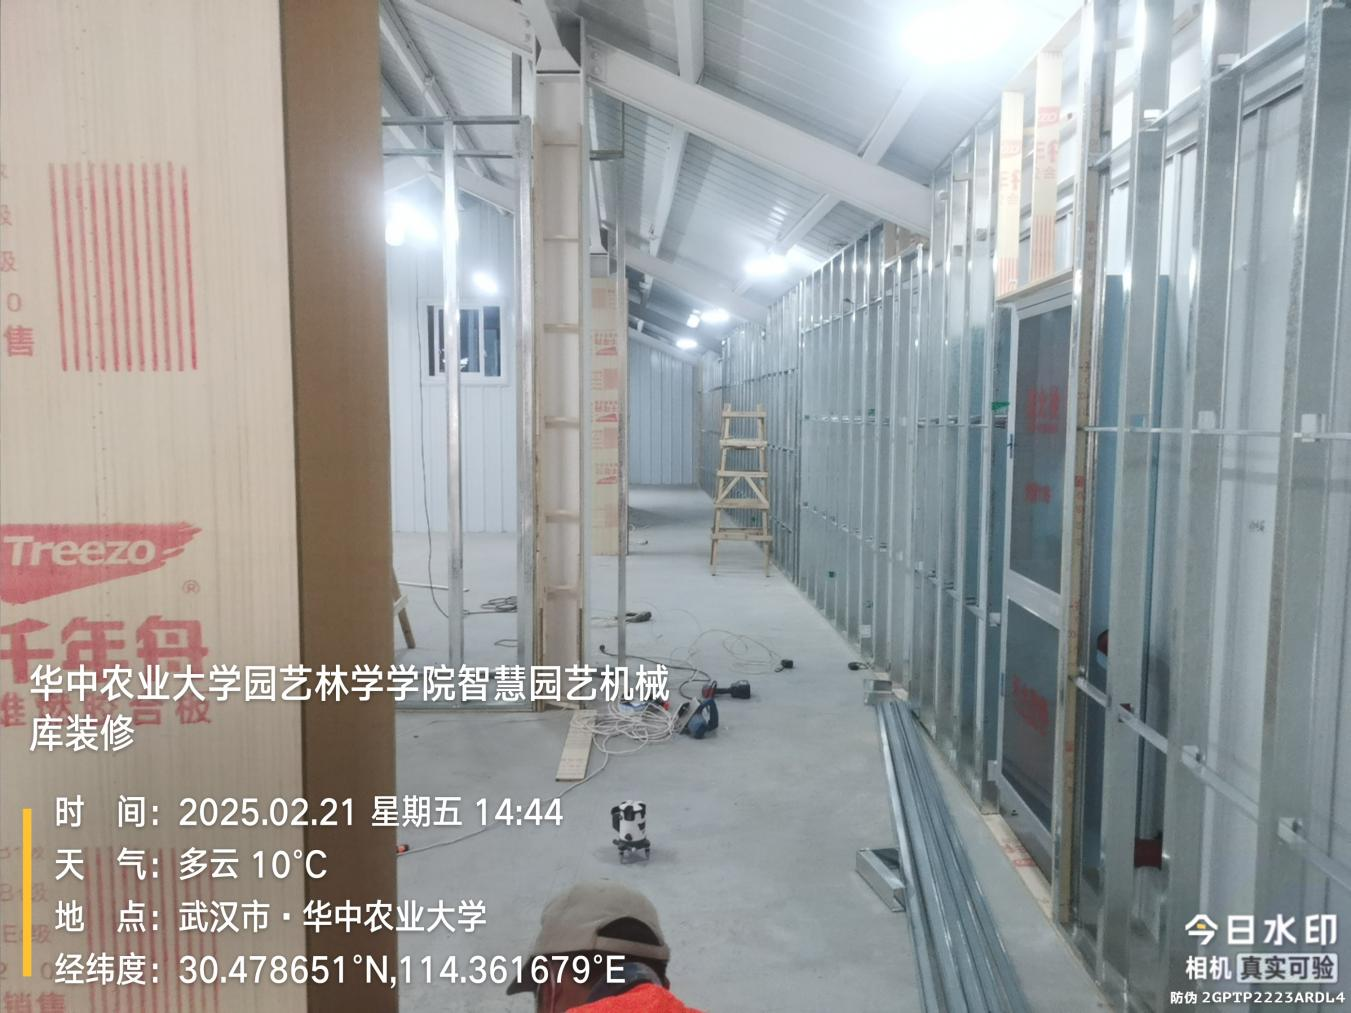 售
Treezo
®
千年舟
华中农业大学园艺林学学院智慧园艺机械
库装修
时 间：2025.02.21 星期五 14:44
天 气：多云 10°C
地 点：武汉市·华中农业大学
经纬度：30.478651°N,114.361679°E
今日水印
相机 真实可验
防伪 2GPTP2223ARDL4